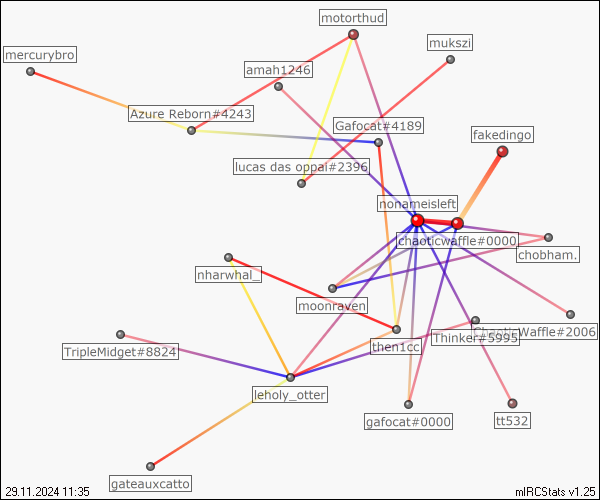 motorthud
mukszi
mercurybro
amah1246
Azure Reborn#4243
Gafocat#4189
fakedingo
lucas das oppai#2396
nonameisleft
chaoticwaffle#0000
chobham.
nharwhal_
moonraven
ChaoticWaffle#2006
Thinker#5995
then1cc
TripleMidget#8824
leholy_otter
gafocat#0000
tt532
gateauxcatto
29.11.2024 11:35
mIRCStats v1.25